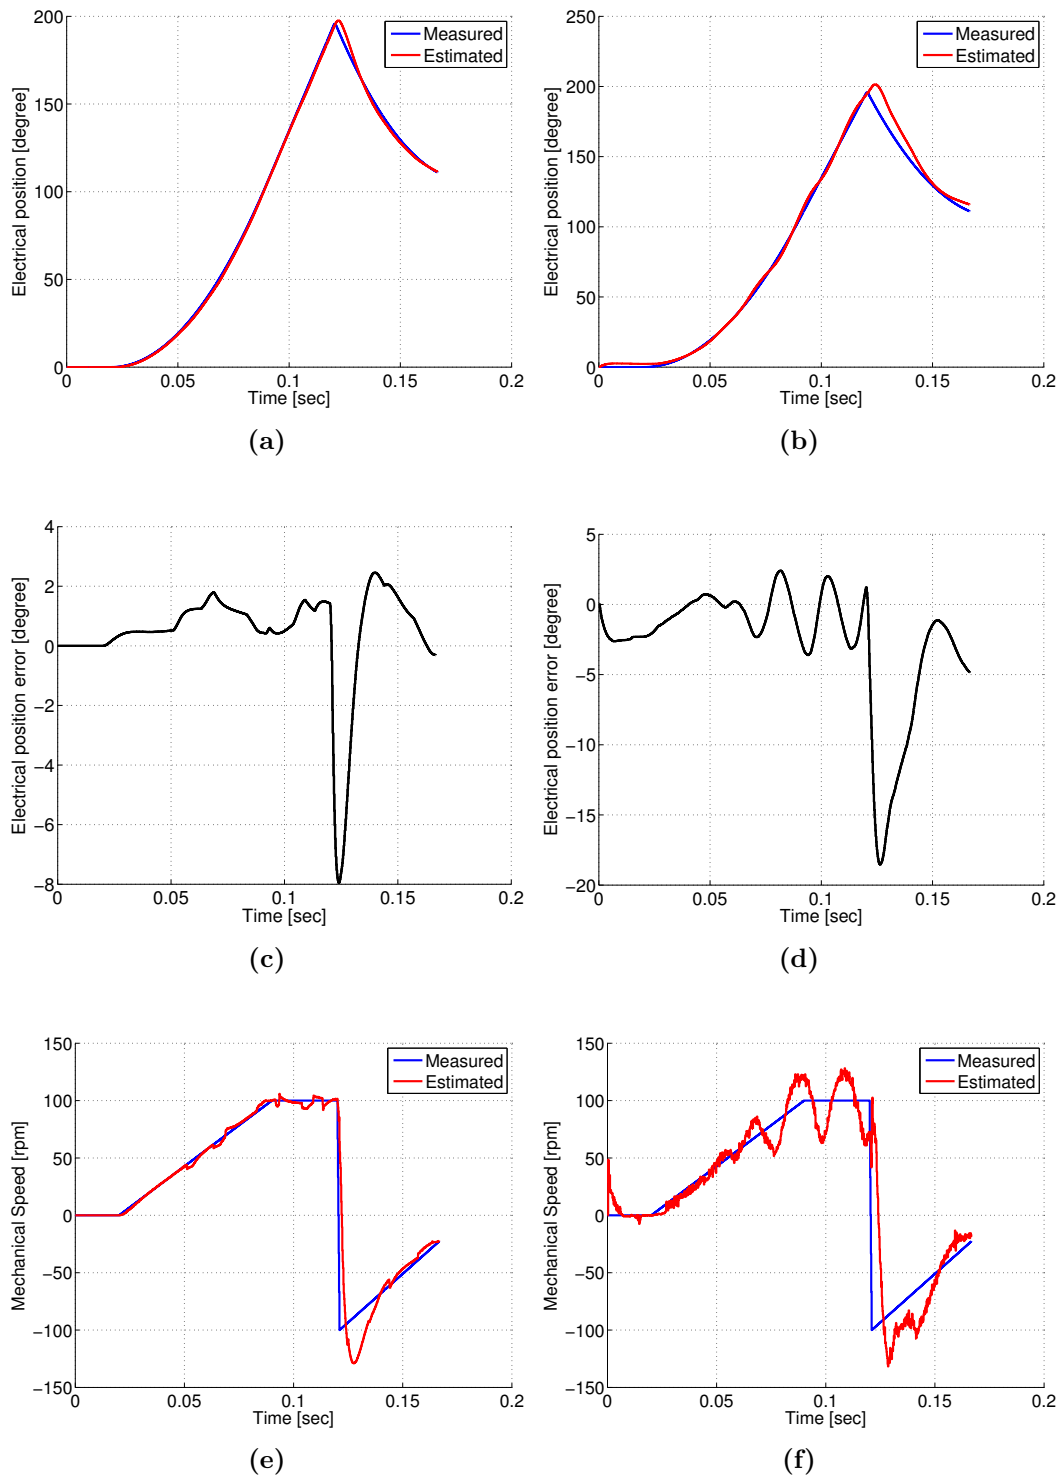 200
150
100
50
0
0
0.05
0.1
0.15
0.2
Electrical position [degree]
Time [sec]
Measured
Estimated
(a)
250
200
150
100
50
0
0
0.05
0.1
0.15
0.2
Electrical position [degree]
Time [sec]
Measured
Estimated
(b)
4
2
0
−2
−4
−6
−8
0
0.05
0.1
0.15
0.2
Electrical position error [degree]
Time [sec]
(c)
5
0
−5
−10
−15
−20
0
0.05
0.1
0.15
0.2
Electrical position error [degree]
Time [sec]
(d)
150
100
50
0
−50
−100
−150
0
0.05
0.1
0.15
0.2
Mechanical Speed [rpm]
Time [sec]
Measured
Estimated
(e)
150
100
50
0
−50
−100
−150
0
0.05
0.1
0.15
0.2
Mechanical Speed [rpm]
Time [sec]
Measured
Estimated
(f)